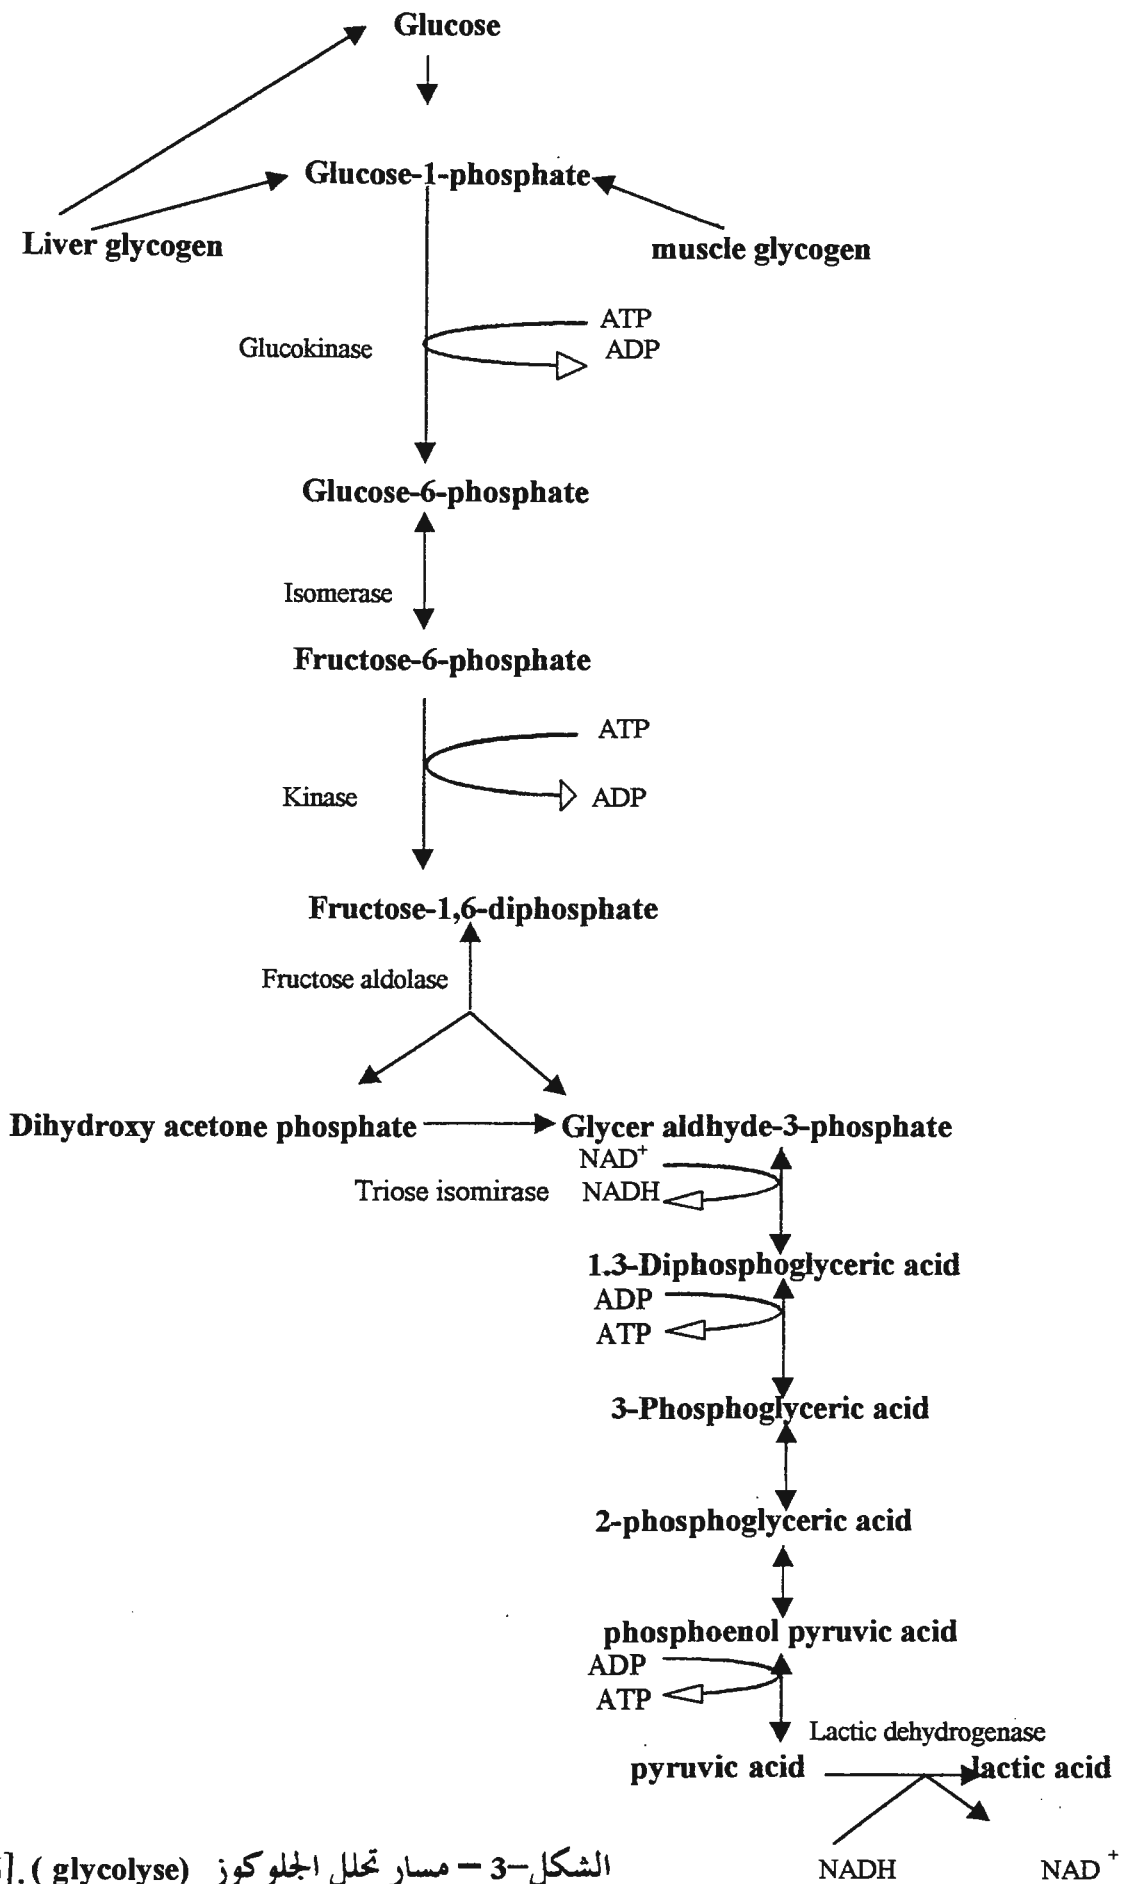 Glucose
Glucose-1-phosphate
Liver glycogen
muscle glycogen
ATP
Glucokinase
ADP
Glucose-6-phosphate
Isomerase
Fructose-6-phosphate
ATP
Kinase
ADP
Fructose-1,6-diphosphate
Fructose aldolase
Dihydroxy acetone phosphate
Glycer aldhyde-3-phosphate
NAD+
Triose isomirase
NADH
1.3-Diphosphoglyceric acid
ADP
ATP
3-Phosphoglyceric acid
2-phosphoglyceric acid
phosphoenol pyruvic acid
ADP
ATP
Lactic dehydrogenase
pyruvic acid
lactic acid
NADH
NAD+
الشكل-3 – مسار تحلل الجلوكوز (glycolyse ).